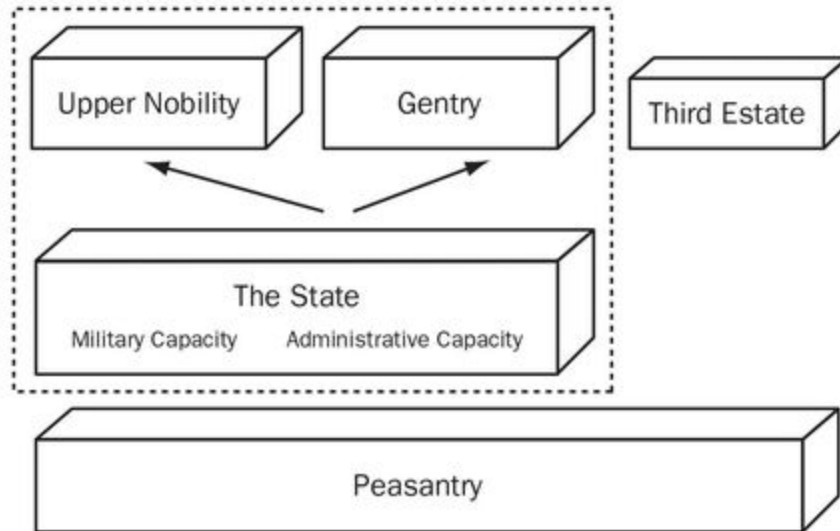 Upper Nobility
Gentry
Third Estate
The State
Military Capacity
Administrative Capacity
Peasantry